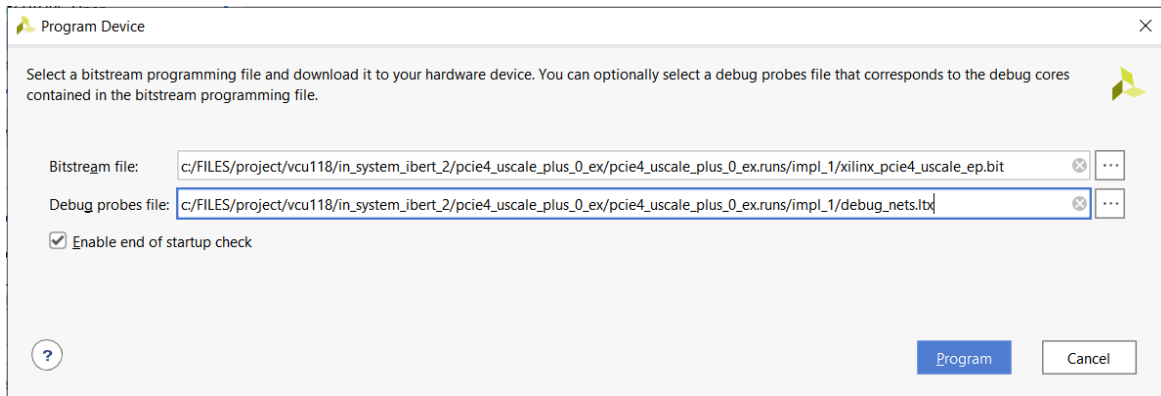 Program Device
Select a bitstream programming file and download it to your hardware device. You can optionally select a debug probes file that corresponds to the debug cores
contained in the bitstream programming file.
Bitstream file: c:/FILES/project/vcu118/in_system_ibert_2/pcie4_uscale_plus_0_ex/pcie4_uscale_plus_0_ex.runs/impl_1/xilinx_pcie4_uscale_ep.bit ...
Debug probes file: c:/FILES/project/vcu118/in_system_ibert_2/pcie4_uscale_plus_0_ex/pcie4_uscale_plus_0_ex.runs/impl_1/debug_nets.ltx ...
Enable end of startup check
? Program Cancel